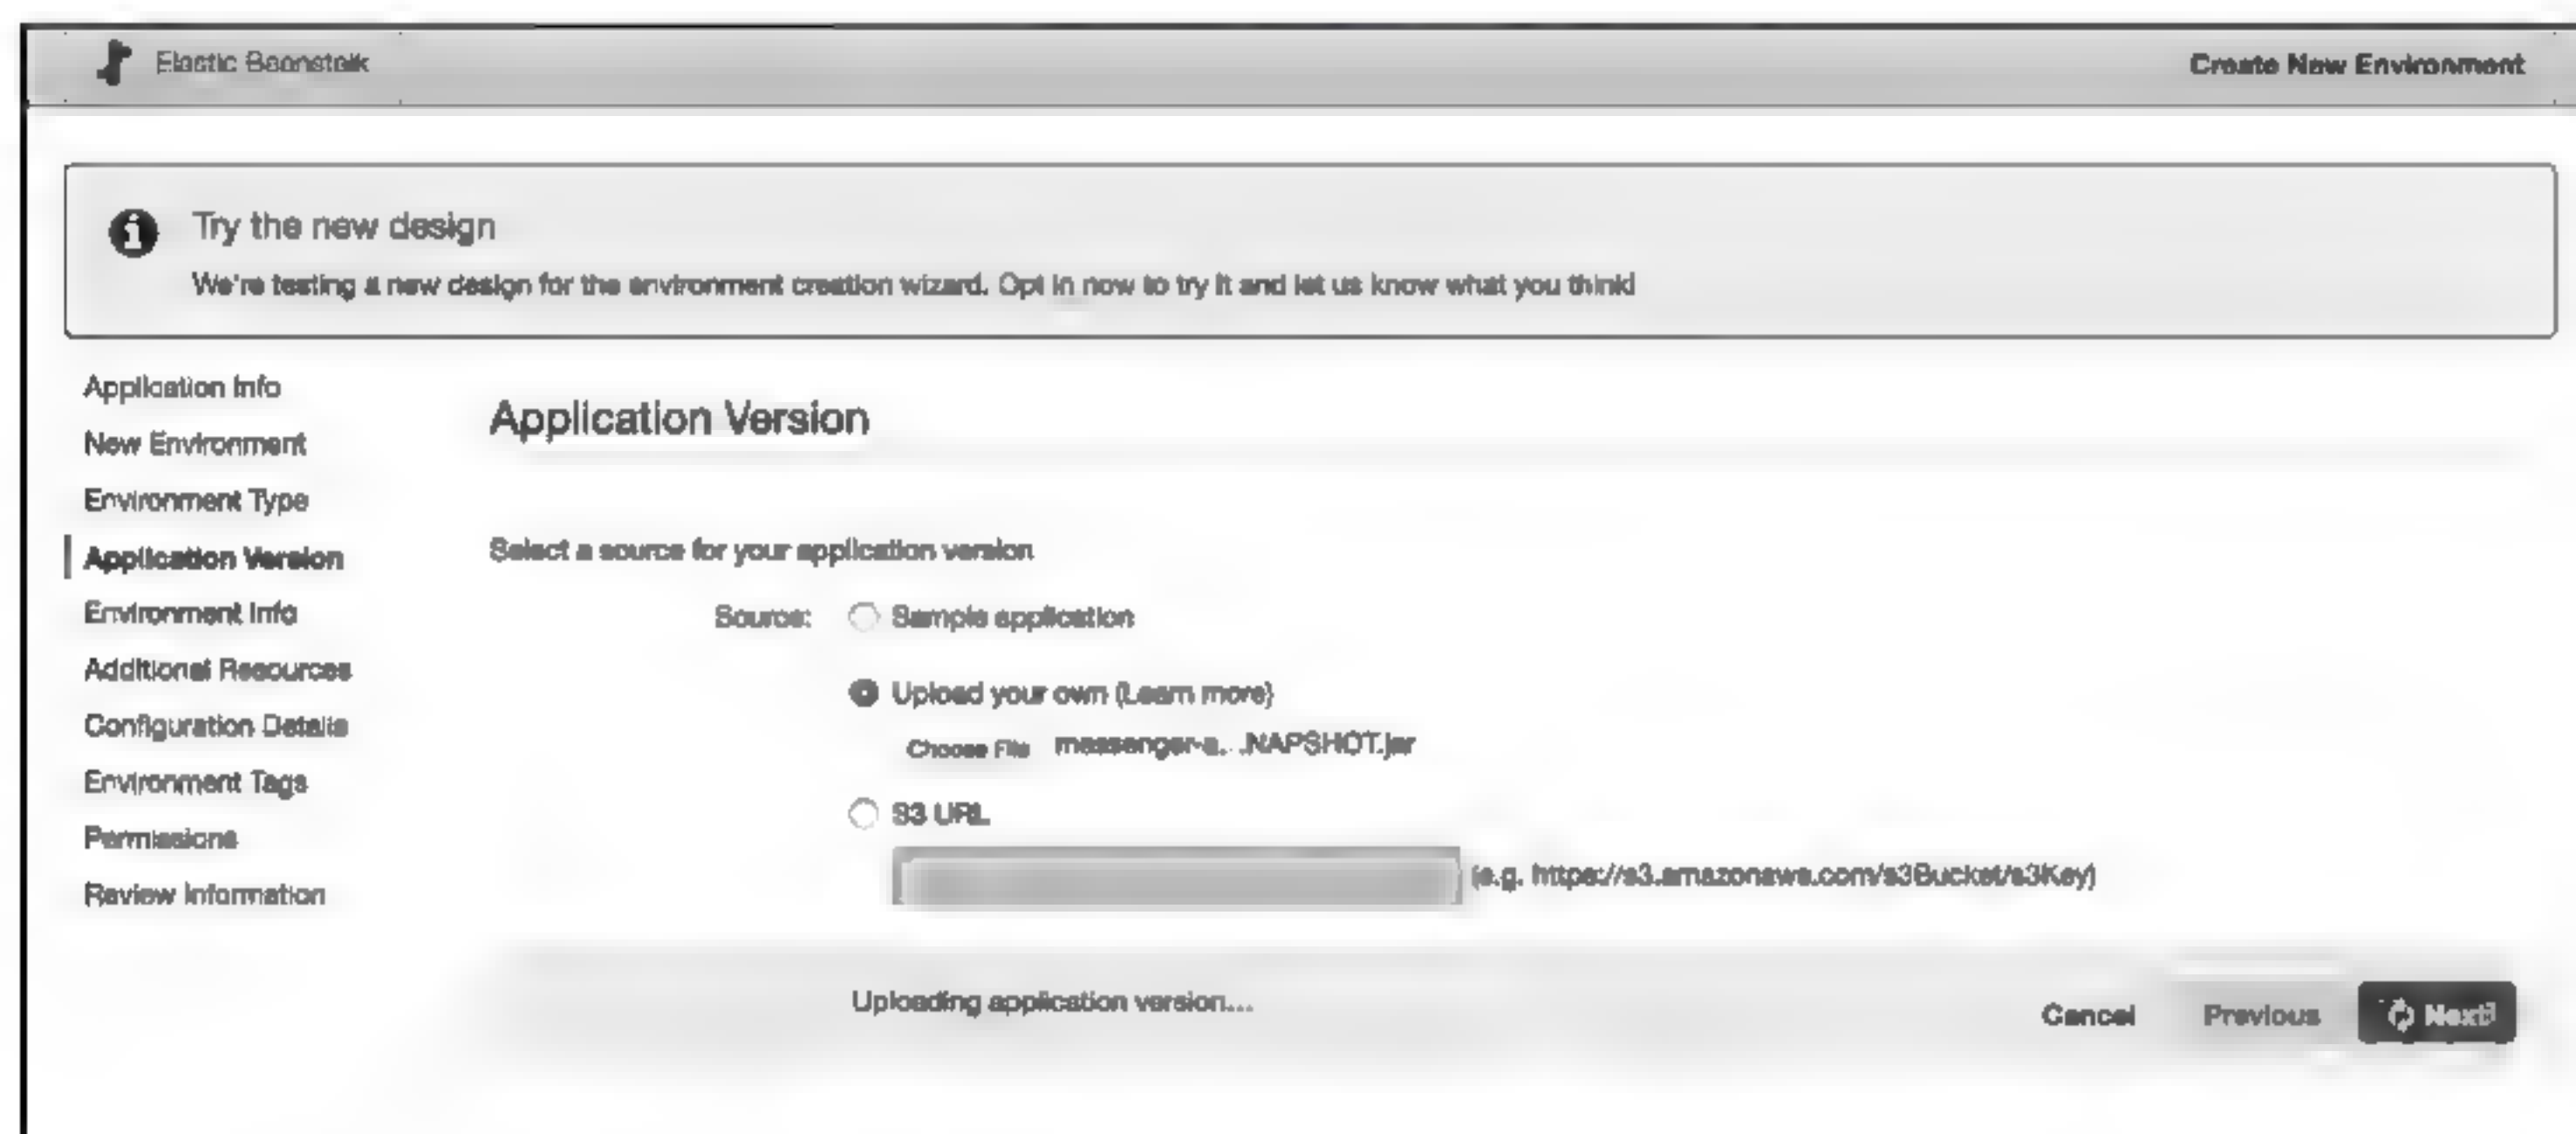 Elastic Beanstalk
Create New Environment
Try the new design
We're testing a new design for the environment creation wizard. Opt in now to try it and let us know what you think!
Application Info
New Environment
Environment Type
Application Version
Environment Info
Additional Resources
Configuration Details
Environment Tags
Permissions
Review Information
Application Version
Select a source for your application version
Source:
Sample application
Upload your own (Learn more)
Choose File messenger-a...NAPSHOT.jar
S3 URL
(e.g. https://s3.amazonaws.com/s3Bucket/s3Key)
Uploading application version...
Cancel
Previous
Next